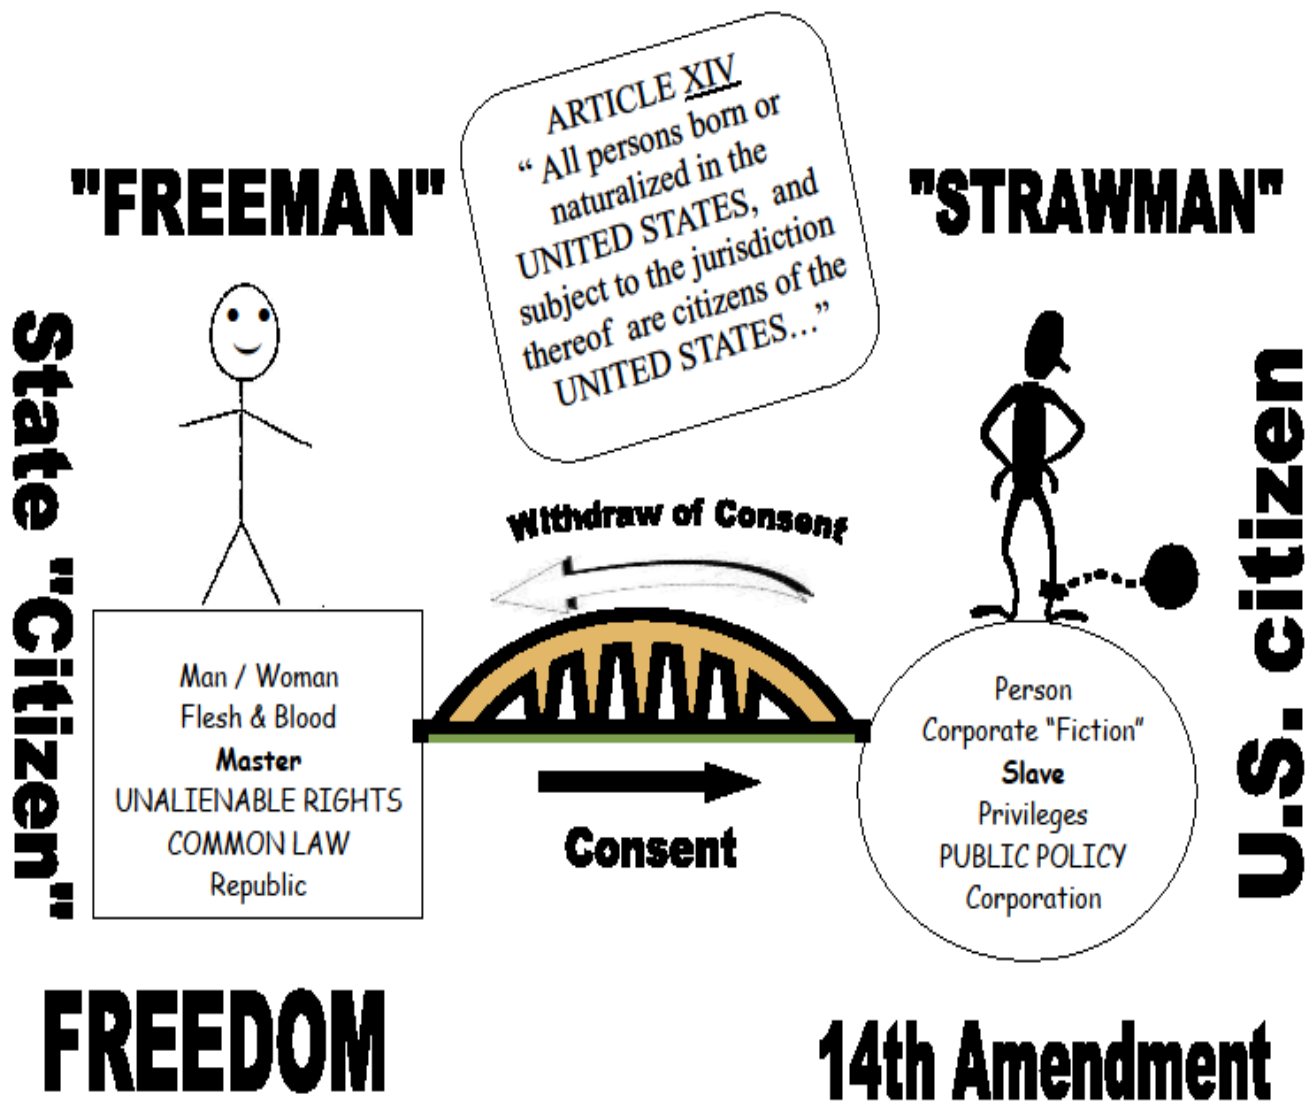 ARTICLE XIV
“ All persons born or
naturalized in the
UNITED STATES, and
subject to the jurisdiction
thereof are citizens of the
UNITED STATES...”
"FREEMAN"
"STRAWMAN"
State "Citizen"
U.S. citizen
Withdraw of Consent
Man / Woman
Flesh & Blood
Master
UNALIENABLE RIGHTS
COMMON LAW
Republic
Person
Corporate “Fiction”
Slave
Privileges
PUBLIC POLICY
Corporation
Consent
FREEDOM
14th Amendment